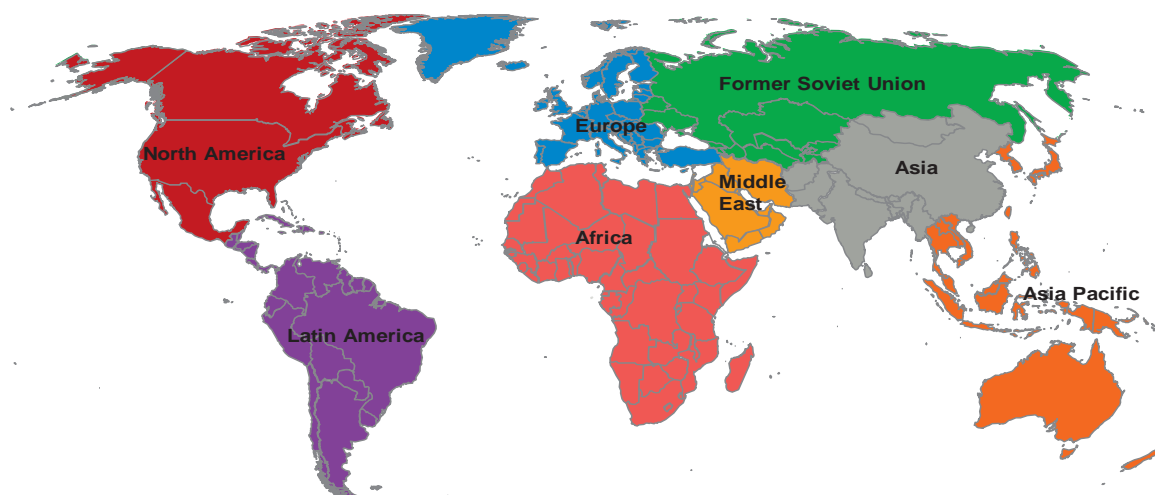 Former Soviet Union
Europe
North America
Asia
Middle
East
Africa
Asia Pacific
Latin America